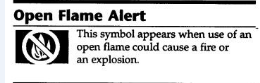 Open Flame Alert
This symbol appears when use of an
open flame could cause a fire or
an explosion.